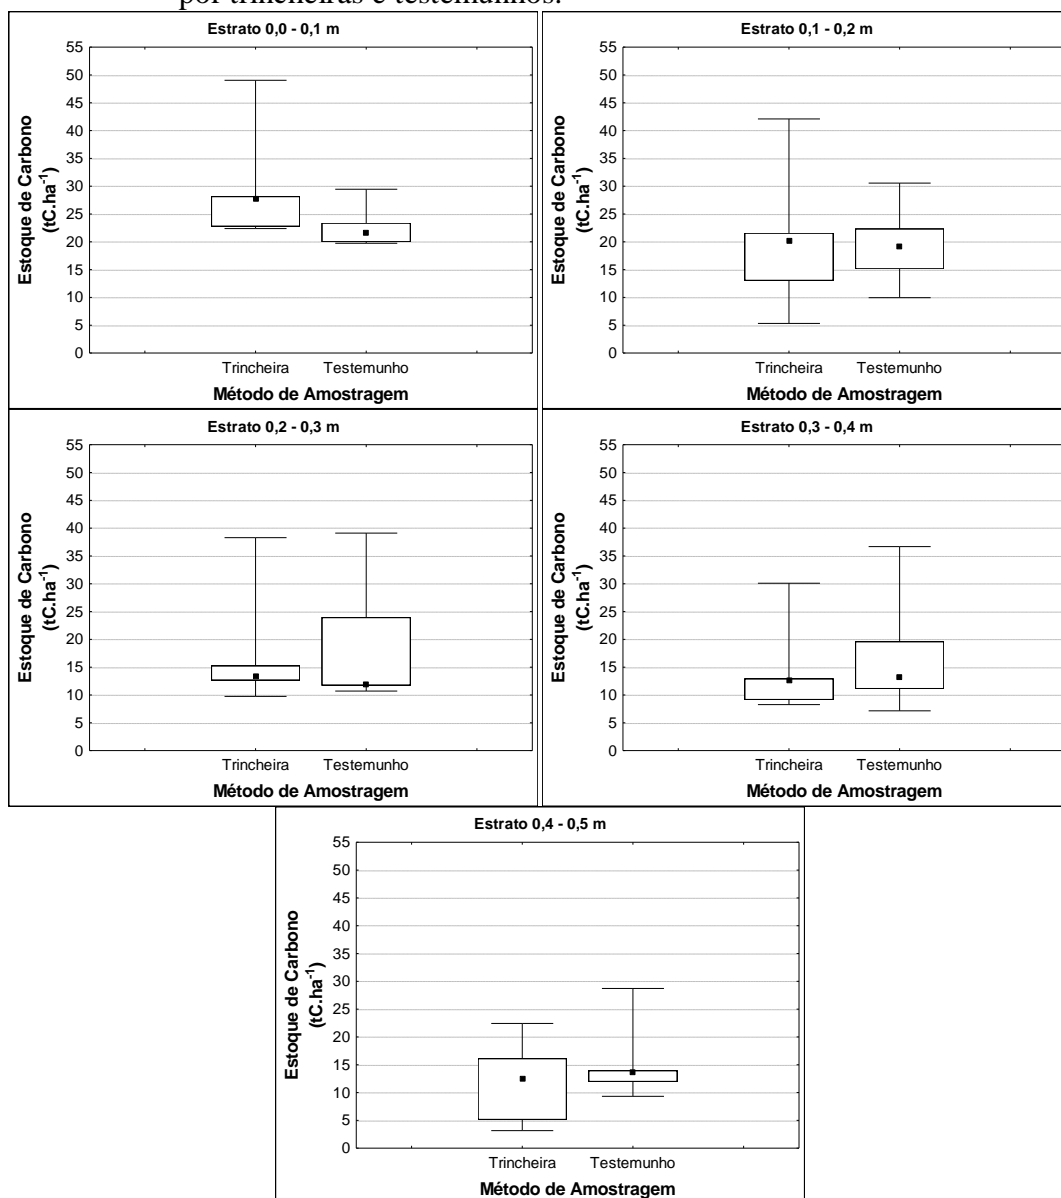 por trincheiras e testemunhos.
Estrato 0,0 - 0,1 m
Estoque de Carbono
(tC.ha⁻¹)
55
50
45
40
35
30
25
20
15
10
5
0
Trincheira Testemunho
Método de Amostragem
Estrato 0,1 - 0,2 m
Estoque de Carbono
(tC.ha⁻¹)
55
50
45
40
35
30
25
20
15
10
5
0
Trincheira Testemunho
Método de Amostragem
Estrato 0,2 - 0,3 m
Estoque de Carbono
(tC.ha⁻¹)
55
50
45
40
35
30
25
20
15
10
5
0
Trincheira Testemunho
Método de Amostragem
Estrato 0,3 - 0,4 m
Estoque de Carbono
(tC.ha⁻¹)
55
50
45
40
35
30
25
20
15
10
5
0
Trincheira Testemunho
Método de Amostragem
Estrato 0,4 - 0,5 m
Estoque de Carbono
(tC.ha⁻¹)
55
50
45
40
35
30
25
20
15
10
5
0
Trincheira Testemunho
Método de Amostragem